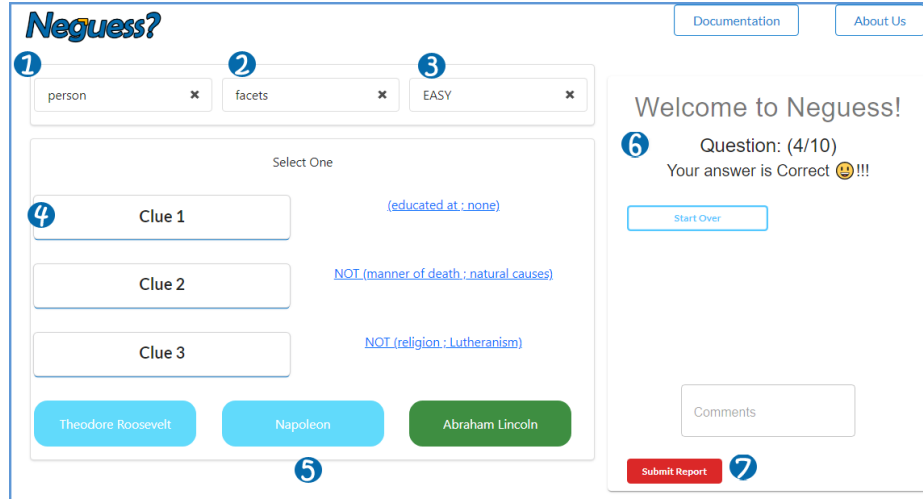 Neguess?
Documentation
About Us
1
2
3
person ✖
facets ✖
EASY ✖
Select One
4
Clue 1
(educated at ; none)
Clue 2
NOT (manner of death ; natural causes)
Clue 3
NOT (religion ; Lutheranism)
Theodore Roosevelt
Napoleon
Abraham Lincoln
5
Welcome to Neguess!
6
Question: (4/10)
Your answer is Correct 😃!!!
Start Over
Comments
Submit Report
7